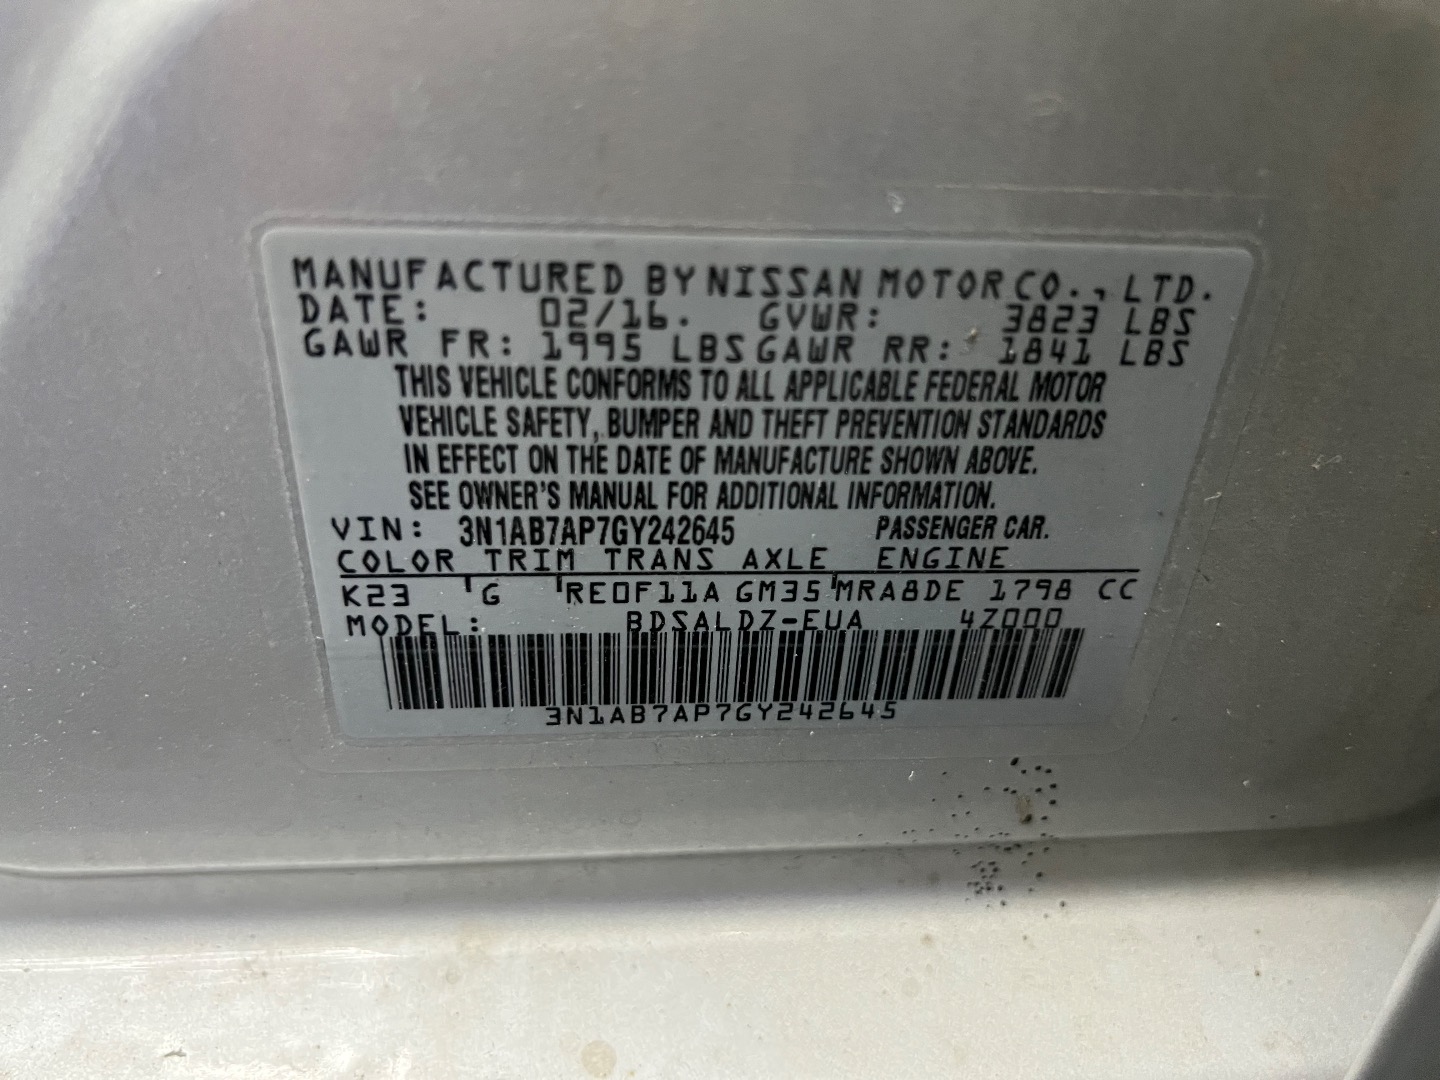 MANUFACTURED BY NISSAN MOTOR CO., LTD.
DATE: 02/16. GVWR: 3823 LBS
GAWR FR: 1995 LBS GAWR RR: 1841 LBS
THIS VEHICLE CONFORMS TO ALL APPLICABLE FEDERAL MOTOR
VEHICLE SAFETY, BUMPER AND THEFT PREVENTION STANDARDS
IN EFFECT ON THE DATE OF MANUFACTURE SHOWN ABOVE.
SEE OWNER'S MANUAL FOR ADDITIONAL INFORMATION.
VIN: 3N1AB7AP7GY242645 PASSENGER CAR.
COLOR TRIM TRANS AXLE ENGINE
K23 G RE0F11A GM35 MRA8DE 1798 CC
MODEL: BDSALDZ-EUA 4Z000
3N1AB7AP7GY242645